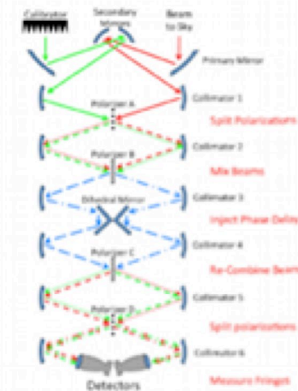 Calibrator
Secondary
Mirrors
Beam
to Sky
Primary Mirror
Collimator 1
Polarizer A
Split Polarizations
Collimator 2
Polarizer B
Mix Beams
Collimator 3
Dihedral Mirror
Inject Phase Delay
Collimator 4
Polarizer C
Re-Combine Beams
Collimator 5
Polarizer D
Split polarizations
Collimator 6
Detectors
Measure Fringes